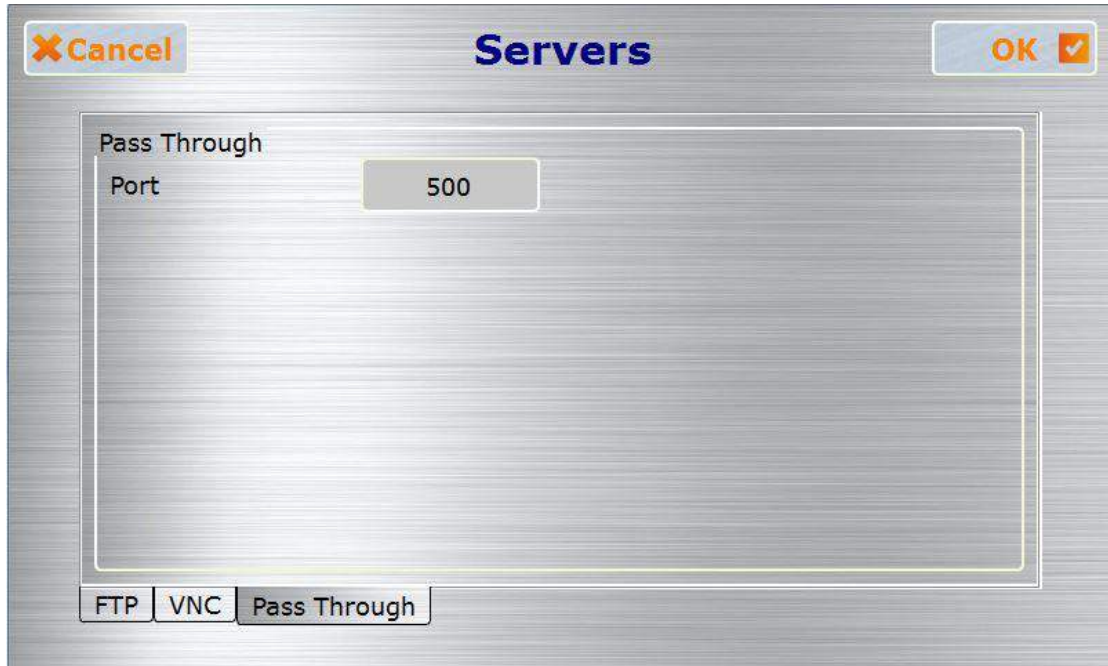 Cancel
Servers
OK
Pass Through
Port
500
FTP
VNC
Pass Through